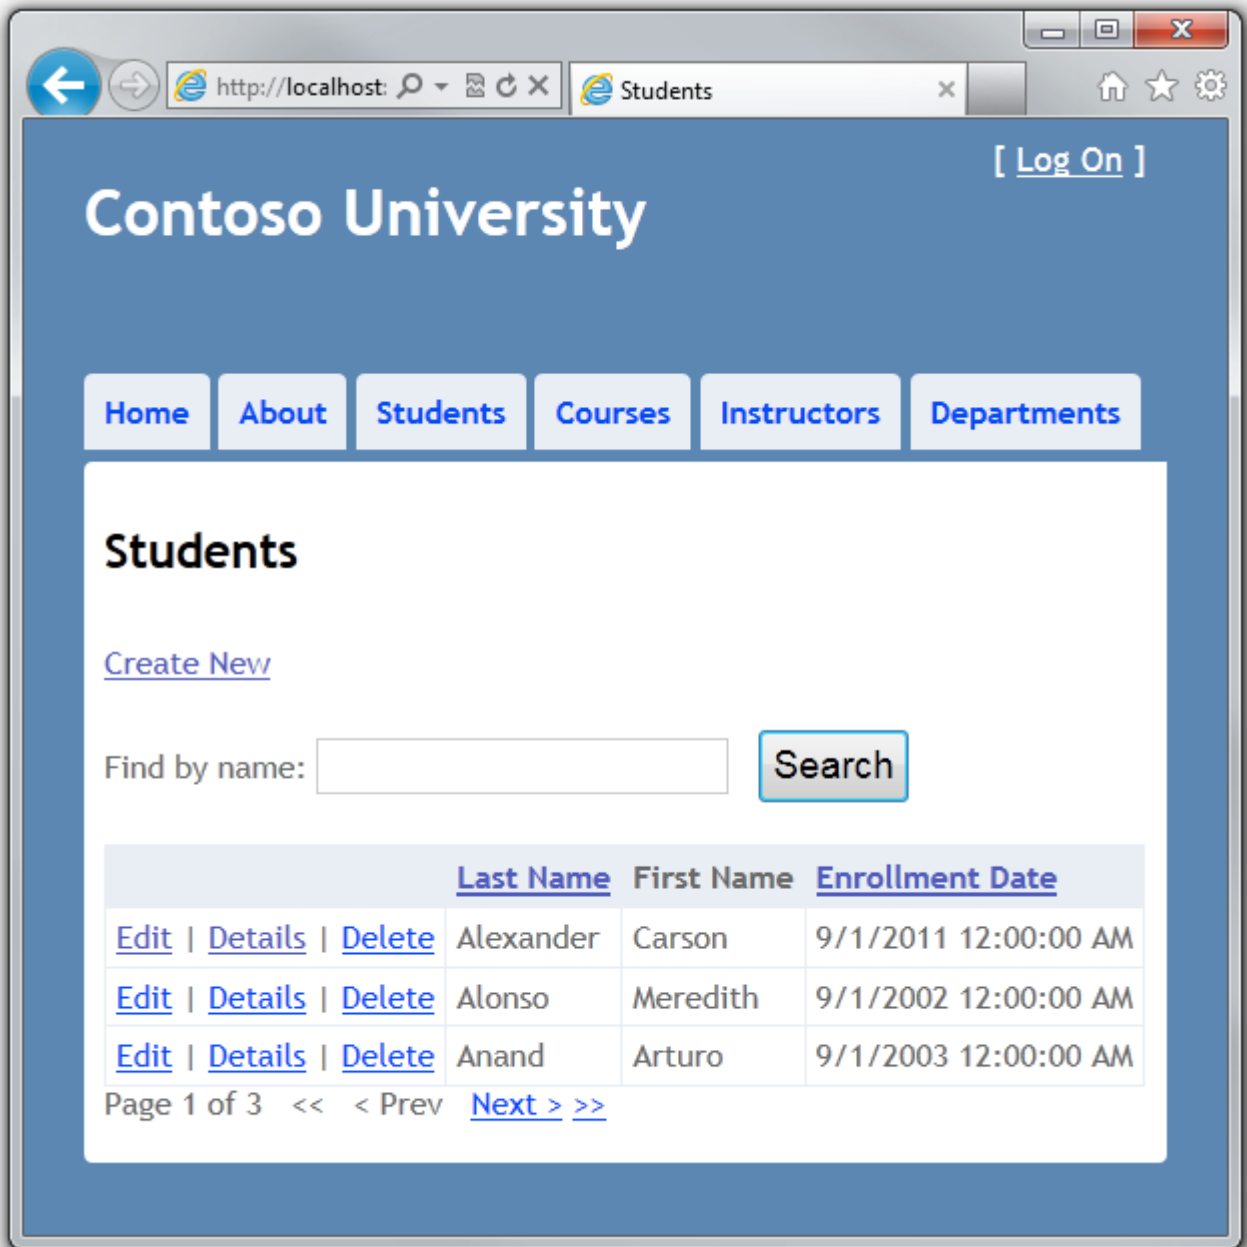 http://localhost:
Students
[ Log On ]
Contoso University
Home About Students Courses Instructors Departments
Students
Create New
Find by name: Search
Last Name First Name Enrollment Date
Edit | Details | Delete Alexander Carson 9/1/2011 12:00:00 AM
Edit | Details | Delete Alonso Meredith 9/1/2002 12:00:00 AM
Edit | Details | Delete Anand Arturo 9/1/2003 12:00:00 AM
Page 1 of 3 << < Prev Next > >>